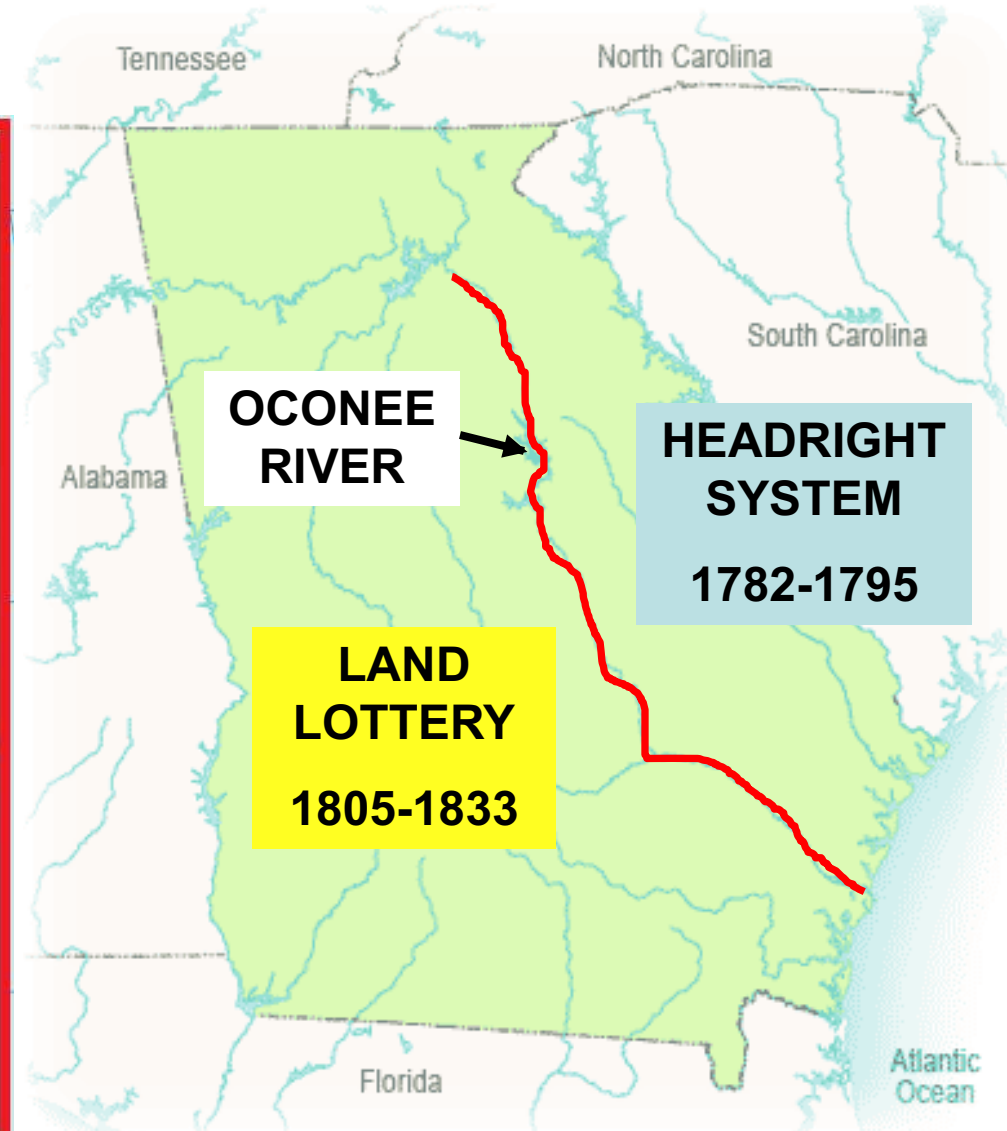 Tennessee
North Carolina
South Carolina
OCONEE
RIVER
HEADRIGHT
SYSTEM
1782-1795
Alabama
LAND
LOTTERY
1805-1833
Florida
Atlantic
Ocean